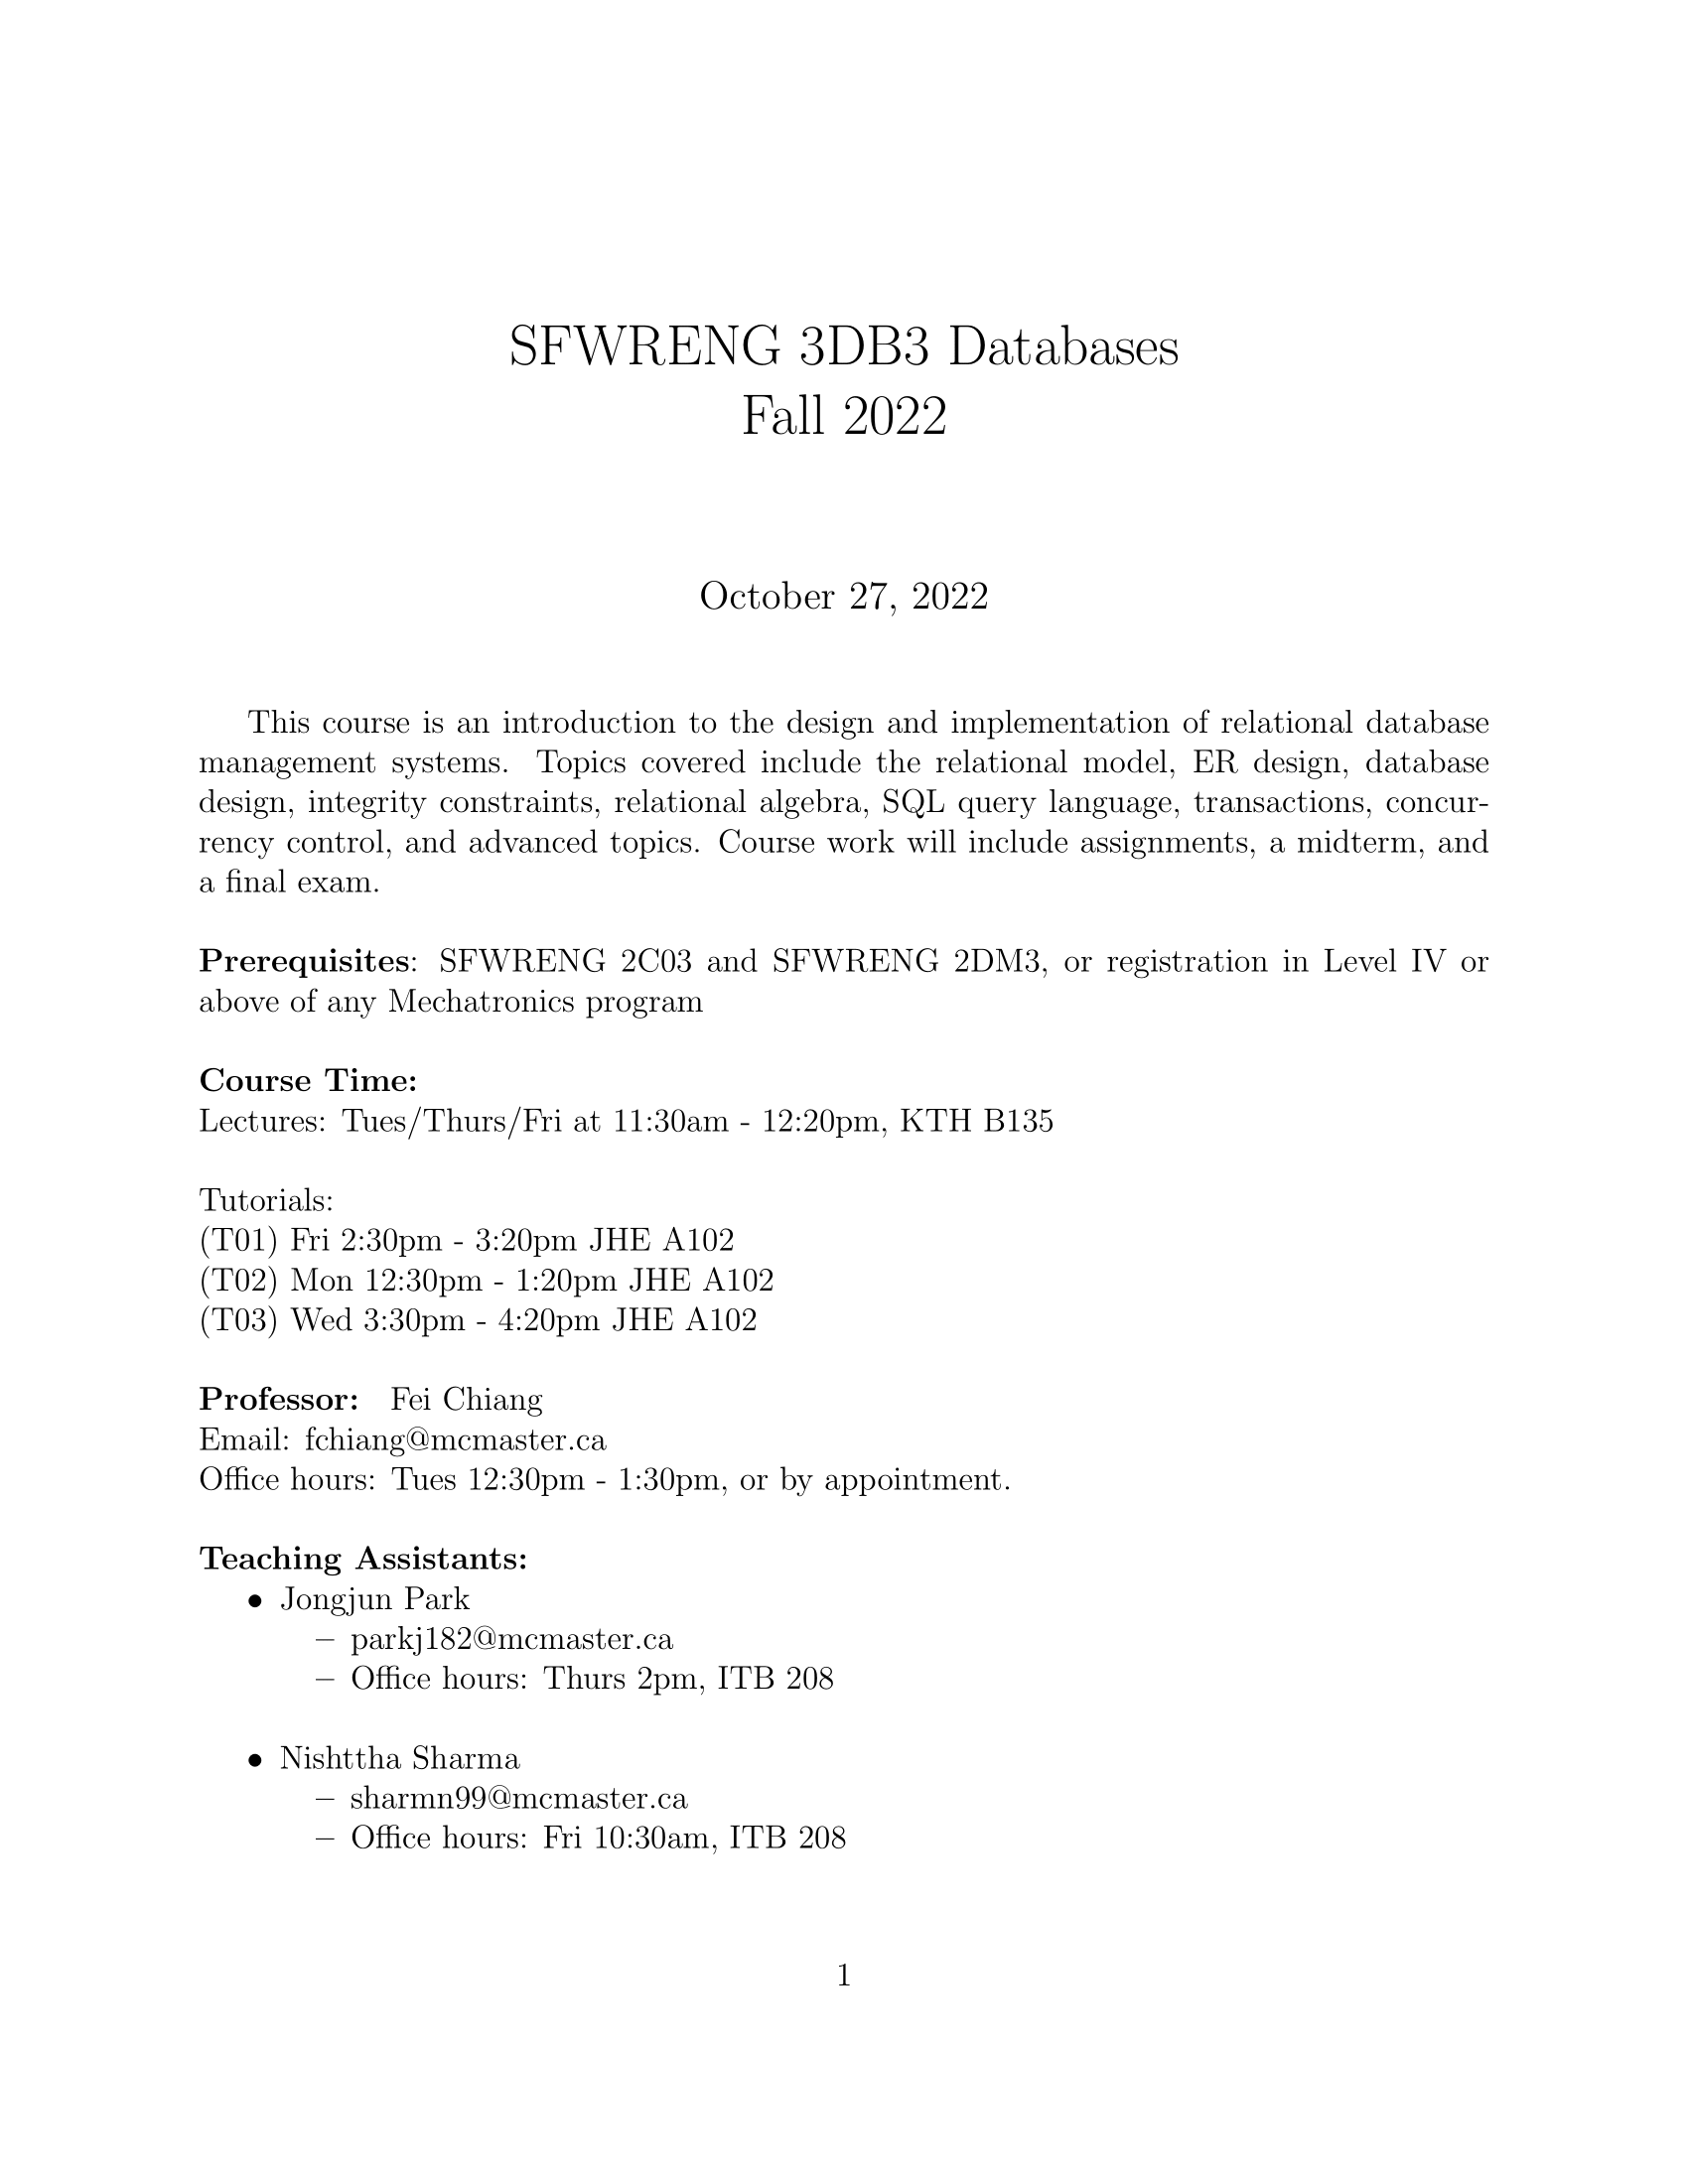 SFWRENG 3DB3 Databases
Fall 2022
October 27, 2022
This course is an introduction to the design and implementation of relational database
management systems. Topics covered include the relational model, ER design, database
design, integrity constraints, relational algebra, SQL query language, transactions, concur-
rency control, and advanced topics. Course work will include assignments, a midterm, and
a final exam.
Prerequisites: SFWRENG 2C03 and SFWRENG 2DM3, or registration in Level IV or
above of any Mechatronics program
Course Time:
Lectures: Tues/Thurs/Fri at 11:30am - 12:20pm, KTH B135
Tutorials:
(T01) Fri 2:30pm - 3:20pm JHE A102
(T02) Mon 12:30pm - 1:20pm JHE A102
(T03) Wed 3:30pm - 4:20pm JHE A102
Professor: Fei Chiang
Email: fchiang@mcmaster.ca
Office hours: Tues 12:30pm - 1:30pm, or by appointment.
Teaching Assistants:
• Jongjun Park
– parkj182@mcmaster.ca
– Office hours: Thurs 2pm, ITB 208
• Nishttha Sharma
– sharmn99@mcmaster.ca
– Office hours: Fri 10:30am, ITB 208
1